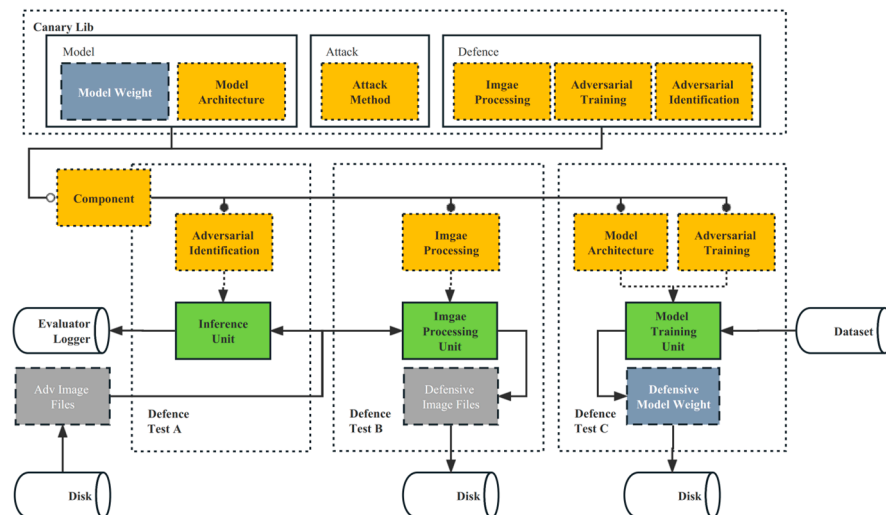 Canary Lib
Model
Attack
Defence
Model Weight
Model
Architecture
Attack
Method
Imgae
Processing
Adversarial
Training
Adversarial
Identification
Component
Adversarial
Identification
Imgae
Processing
Model
Architecture
Adversarial
Training
Evaluator
Logger
Inference
Unit
Imgae
Processing
Unit
Model
Training
Unit
Dataset
Adv Image
Files
Defence
Test A
Defensive
Image Files
Defence
Test B
Defensive
Model Weight
Defence
Test C
Disk
Disk
Disk